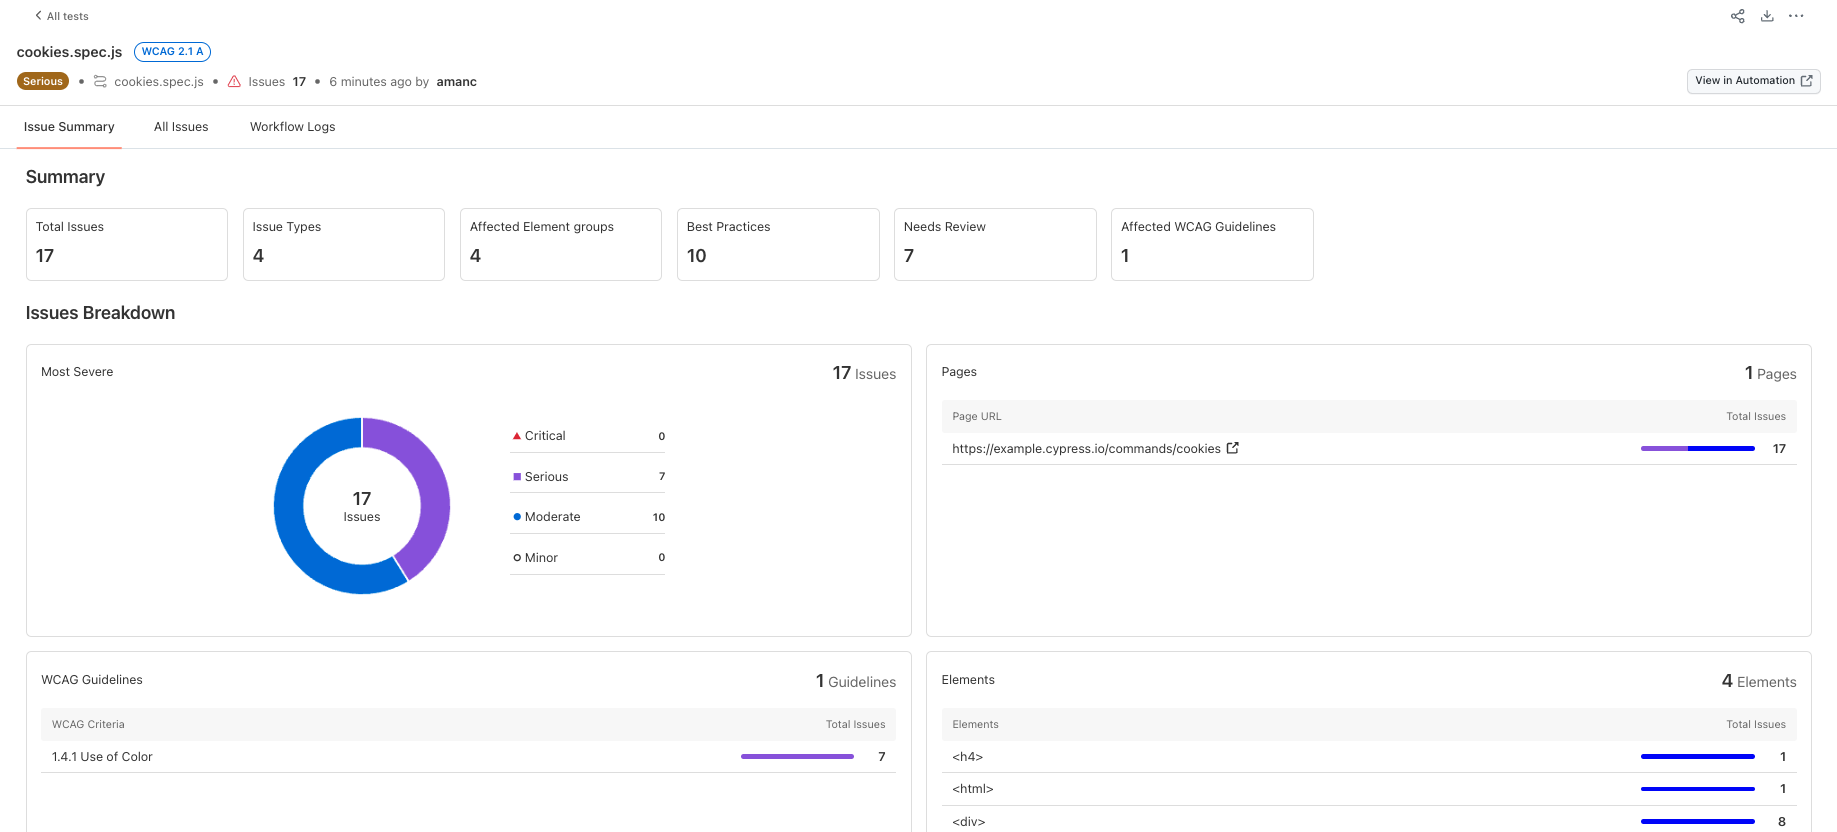 All tests
cookies.spec.js WCAG 2.1 A
Serious • cookies.spec.js • Issues 17 • 6 minutes ago by amanc
View in Automation
Issue Summary All Issues Workflow Logs
Summary
Total Issues
17
Issue Types
4
Affected Element groups
4
Best Practices
10
Needs Review
7
Affected WCAG Guidelines
1
Issues Breakdown
Most Severe 17 Issues
17
Issues
Critical 0
Serious 7
Moderate 10
Minor 0
Pages 1 Pages
Page URL Total Issues
https://example.cypress.io/commands/cookies 17
WCAG Guidelines 1 Guidelines
WCAG Criteria Total Issues
1.4.1 Use of Color 7
Elements 4 Elements
Elements Total Issues
<h4> 1
<html> 1
<div> 8